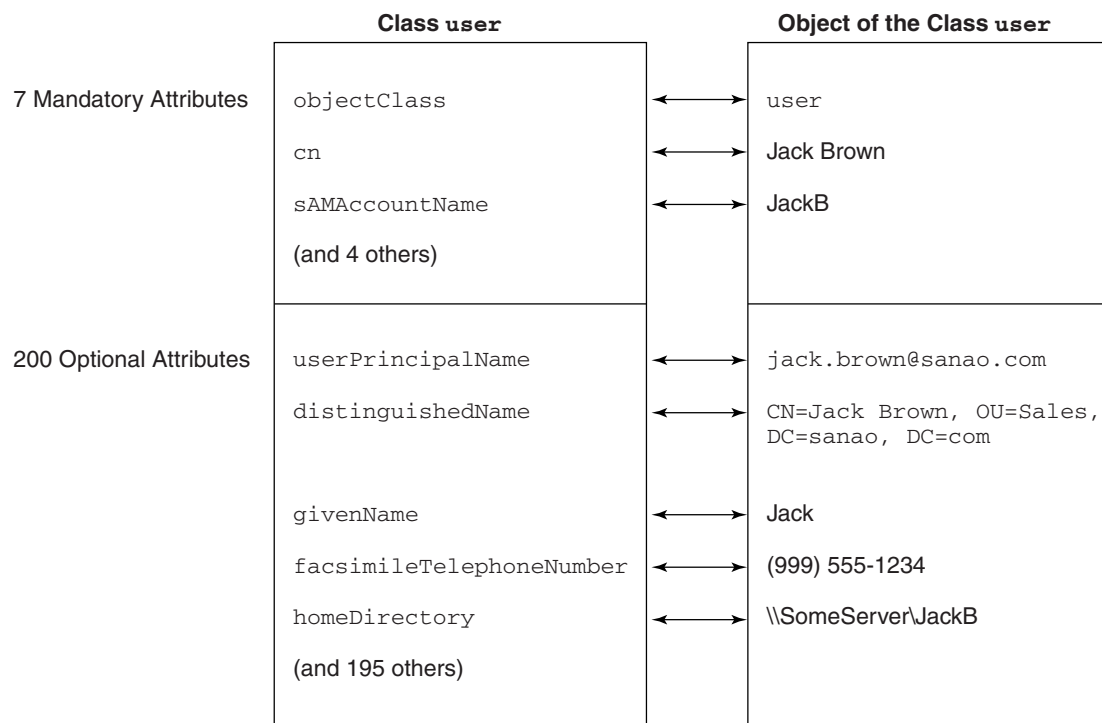 Class user Object of the Class user
7 Mandatory Attributes objectClass user
cn Jack Brown
sAMAccountName JackB
(and 4 others)
200 Optional Attributes userPrincipalName jack.brown@sanao.com
distinguishedName CN=Jack Brown, OU=Sales,
DC=sanao, DC=com
givenName Jack
facsimileTelephoneNumber (999) 555-1234
homeDirectory \\SomeServer\JackB
(and 195 others)